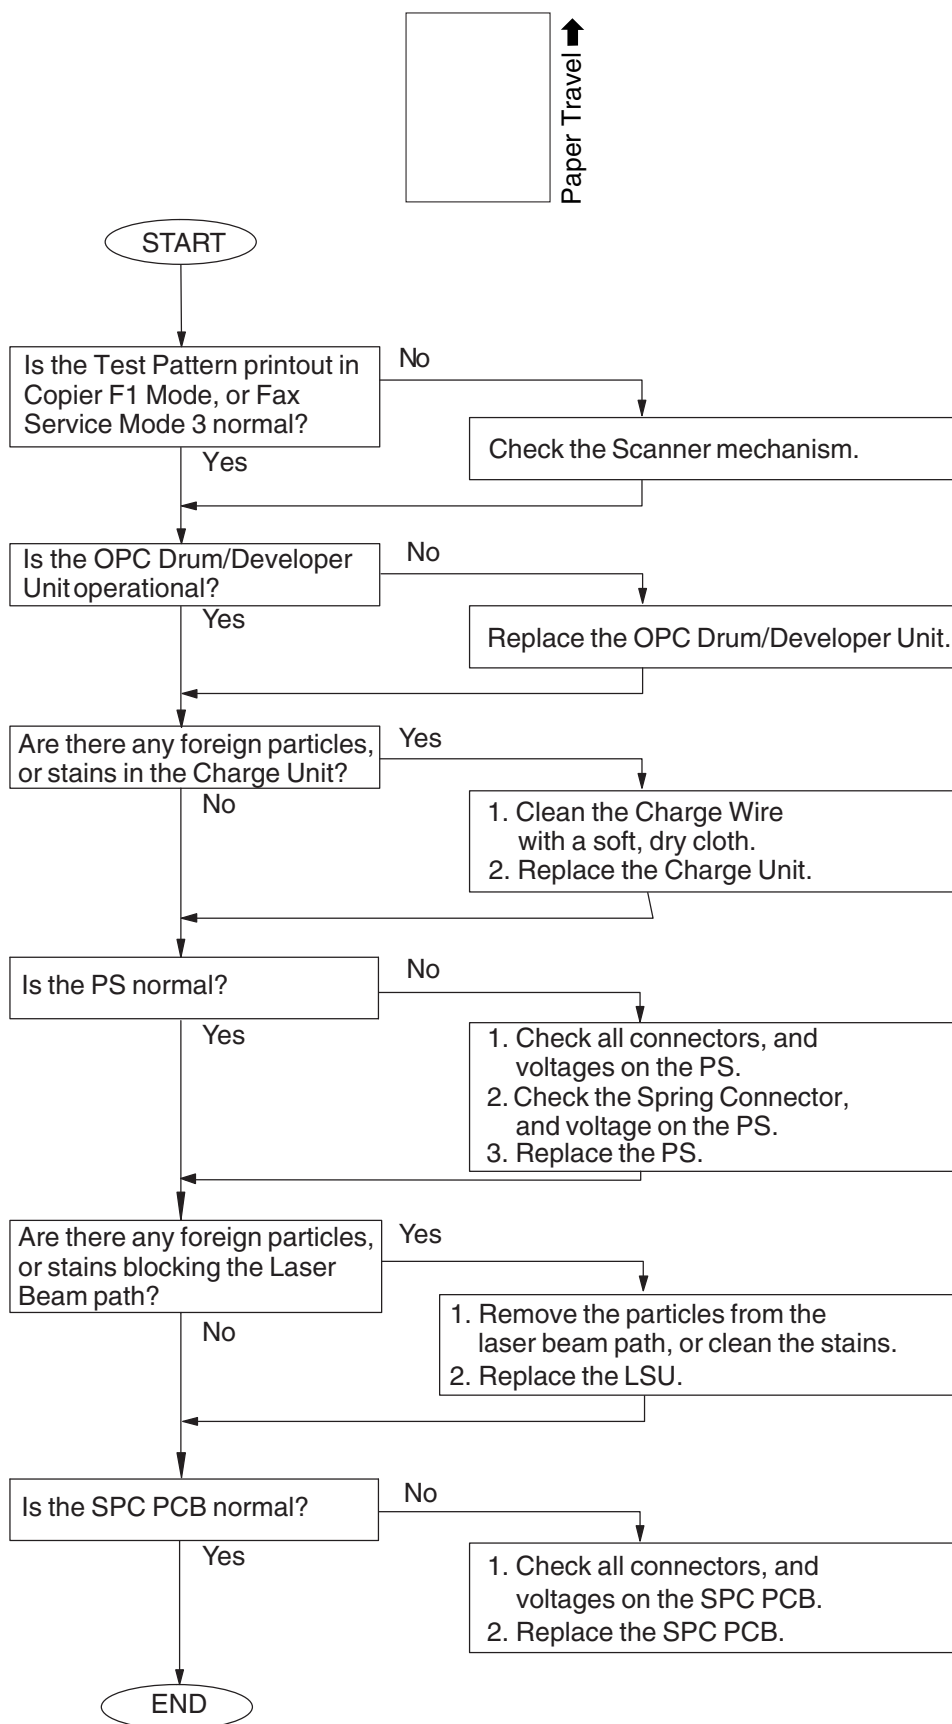 Paper Travel
START
Is the Test Pattern printout in
Copier F1 Mode, or Fax
Service Mode 3 normal?
No
Check the Scanner mechanism.
Yes
Is the OPC Drum/Developer
Unit operational?
No
Replace the OPC Drum/Developer Unit.
Yes
Are there any foreign particles,
or stains in the Charge Unit?
Yes
1. Clean the Charge Wire
with a soft, dry cloth.
2. Replace the Charge Unit.
No
Is the PS normal?
No
1. Check all connectors, and
voltages on the PS.
2. Check the Spring Connector,
and voltage on the PS.
3. Replace the PS.
Yes
Are there any foreign particles,
or stains blocking the Laser
Beam path?
Yes
1. Remove the particles from the
laser beam path, or clean the stains.
2. Replace the LSU.
No
Is the SPC PCB normal?
No
1. Check all connectors, and
voltages on the SPC PCB.
2. Replace the SPC PCB.
Yes
END